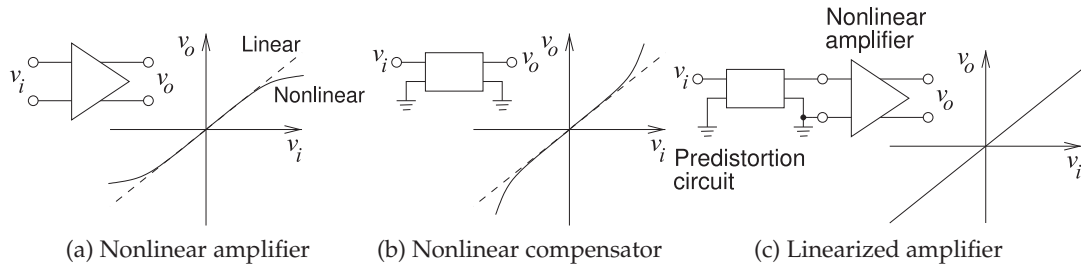 v_i
v_o
v_o
Linear
Nonlinear
v_i
(a) Nonlinear amplifier
v_i
v_o
v_o
v_i
(b) Nonlinear compensator
Nonlinear
amplifier
v_i
v_o
Predistortion
circuit
v_o
v_i
(c) Linearized amplifier